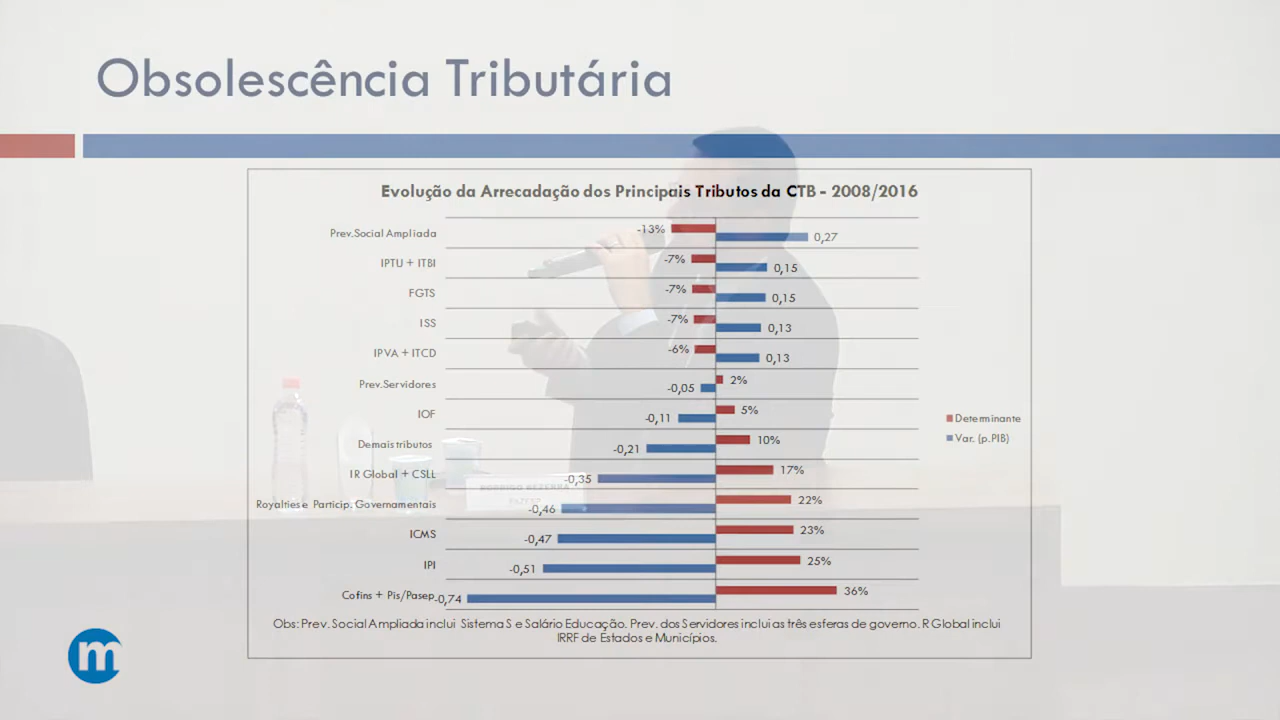 Obsolescência Tributária
Evolução da Arrecadação dos Principais Tributos da CTB - 2008/2016
Prev.Social Ampliada -13% 0,27
IPTU + ITBI -7% 0,15
FGTS -7% 0,15
ISS -7% 0,13
IPVA + ITCD -6% 0,13
Prev.Servidores -0,05 2%
IOF -0,11 5%
Demais tributos -0,21 10%
IR Global + CSLL -0,35 17%
Royalties e Particip. Governamentais -0,46 22%
ICMS -0,47 23%
IPI -0,51 25%
Cofins + Pis/Pasep -0,74 36%
Determinante
Var. (p.PIB)
Obs: Prev. Social Ampliada inclui Sistema S e Salário Educação. Prev. dos Servidores inclui as três esferas de governo. R Global inclui
IRRF de Estados e Municípios.
m